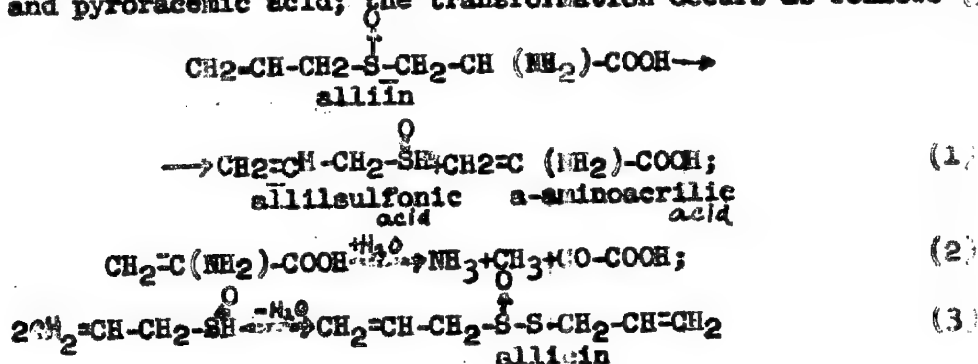 and pyroracemic acid; the transformation occurs as
O
CH2=CH-CH2-S-CH2-CH (NH2)-COOH→
alliin
O
→CH2=CH-CH2-SH+CH2=C (NH2)-COOH; (1)
allilsulfonic a-aminoacrilic
acid acid
CH2=C(NH2)-COOH +H2O → NH3+CH3+CO-COOH; (2)
O O
2CH2=CH-CH2-SH -H2O → CH2=CH-CH2-S-S-CH2-CH=CH2 (3)
allicin